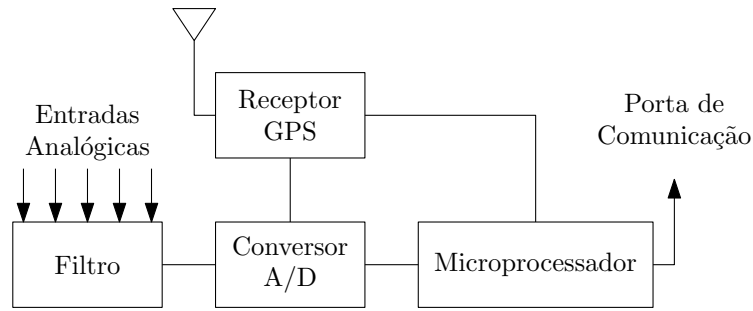 Receptor
GPS
Entradas
Analógicas
Porta de
Comunicação
Filtro
Conversor
A/D
Microprocessador